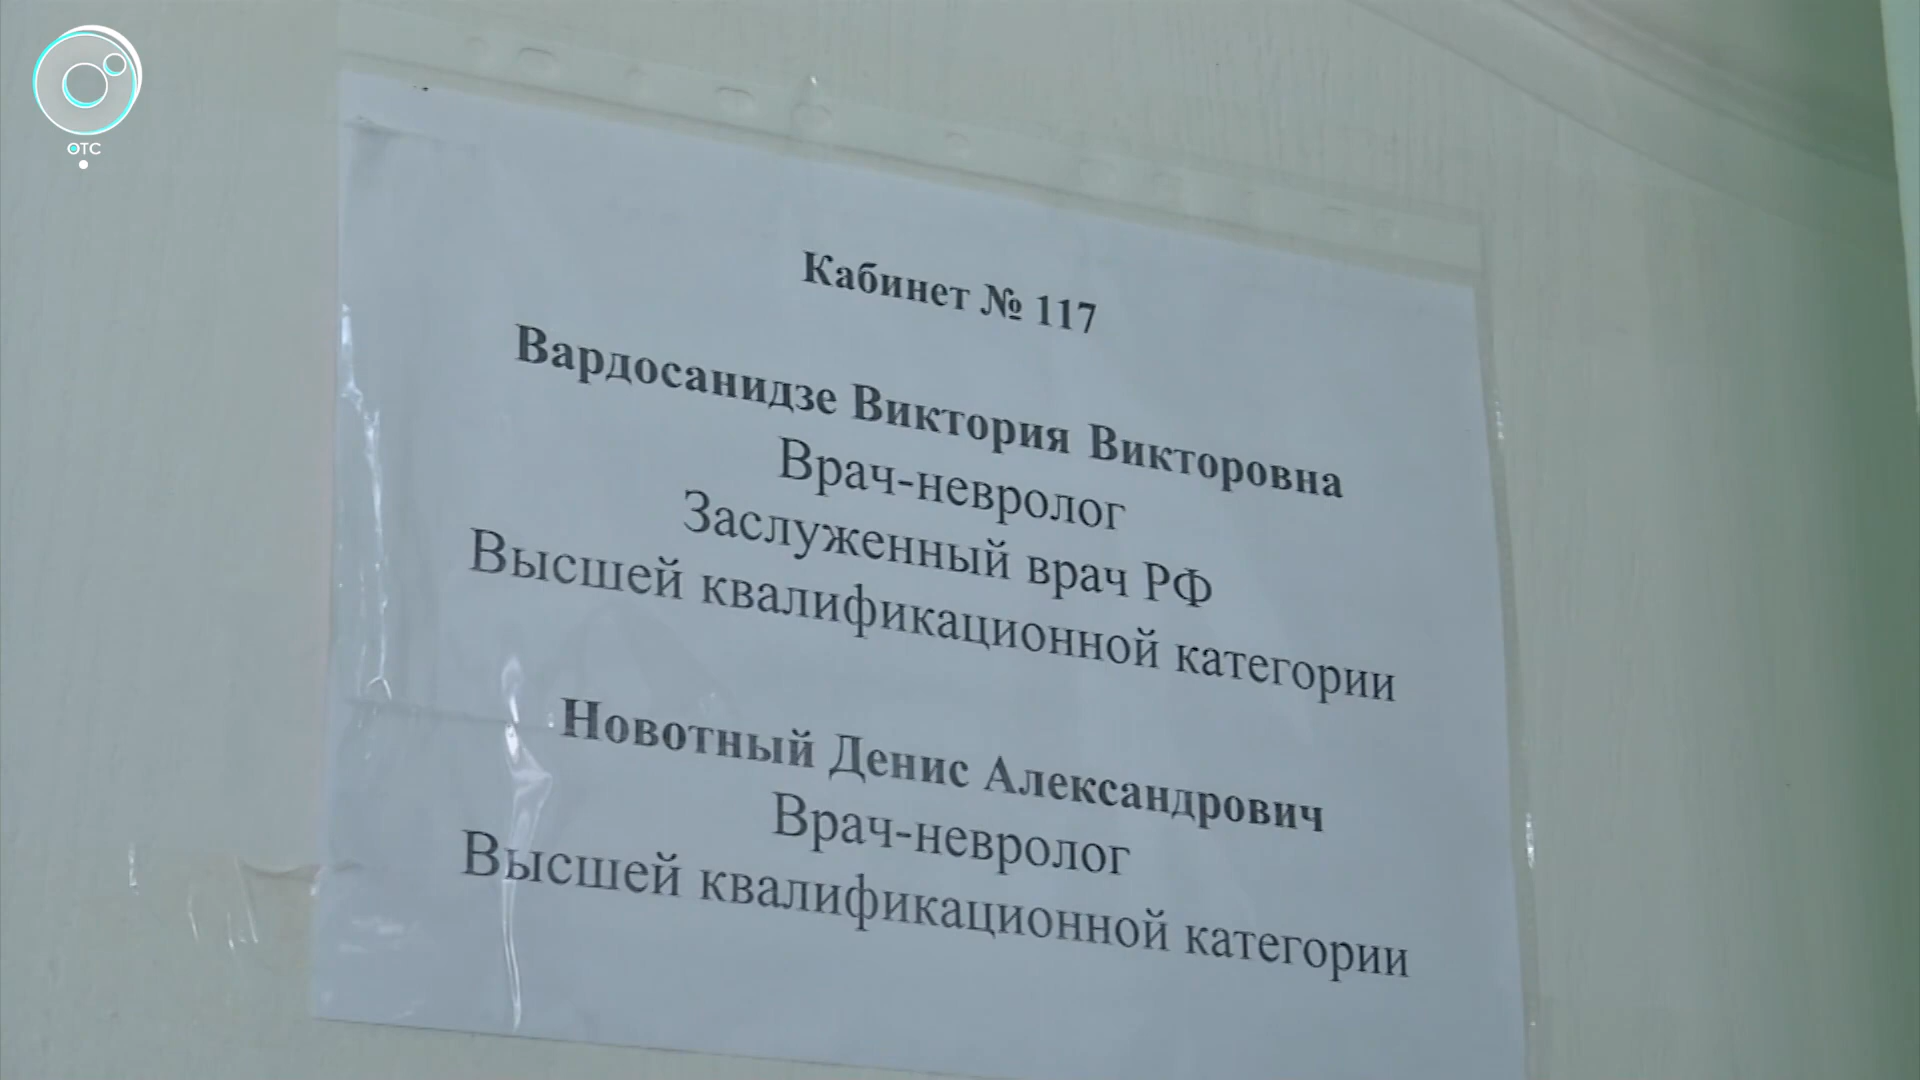 ОТС
Кабинет № 117
Вардосанидзе Виктория Викторовна
Врач-невролог
Заслуженный врач РФ
Высшей квалификационной категории
Новотный Денис Александрович
Врач-невролог
Высшей квалификационной категории